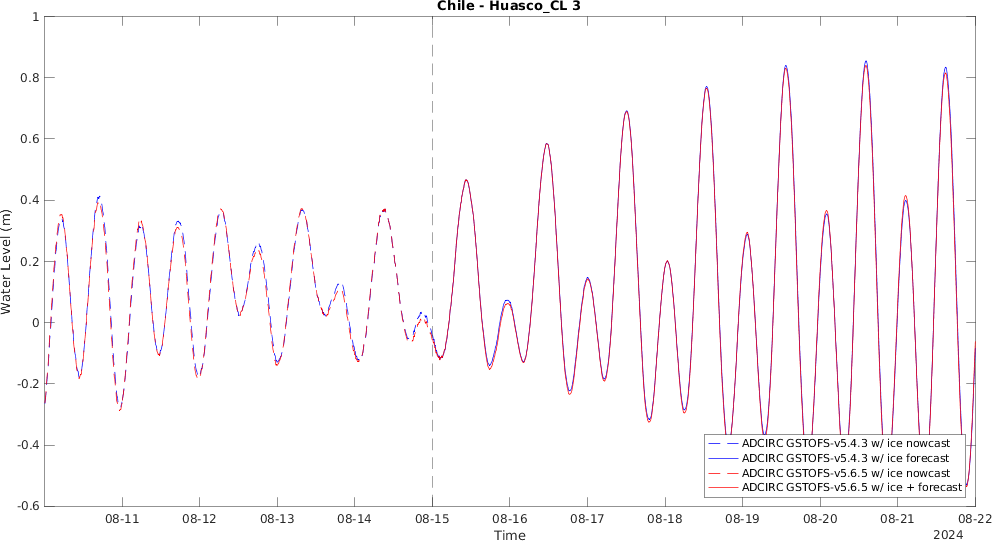 Chile - Huasco_CL 3
Water Level (m)
1
0.8
0.6
0.4
0.2
0
-0.2
-0.4
-0.6
ADCIRC GSTOFS-v5.4.3 w/ ice nowcast
ADCIRC GSTOFS-v5.4.3 w/ ice forecast
ADCIRC GSTOFS-v5.6.5 w/ ice nowcast
ADCIRC GSTOFS-v5.6.5 w/ ice + forecast
08-11 08-12 08-13 08-14 08-15 08-16 08-17 08-18 08-19 08-20 08-21 08-22
Time
2024